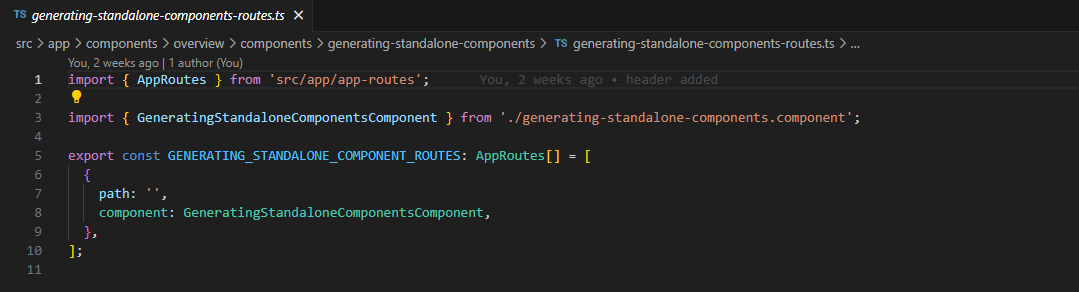 TS generating-standalone-components-routes.ts ×
src > app > components > overview > components > generating-standalone-components > TS generating-standalone-components-routes.ts > ...
You, 2 weeks ago | 1 author (You)
1 import { AppRoutes } from 'src/app/app-routes'; You, 2 weeks ago • header added
2
3 import { GeneratingStandaloneComponentsComponent } from './generating-standalone-components.component';
4
5 export const GENERATING_STANDALONE_COMPONENT_ROUTES: AppRoutes[] = [
6 {
7 path: '',
8 component: GeneratingStandaloneComponentsComponent,
9 },
10 ];
11